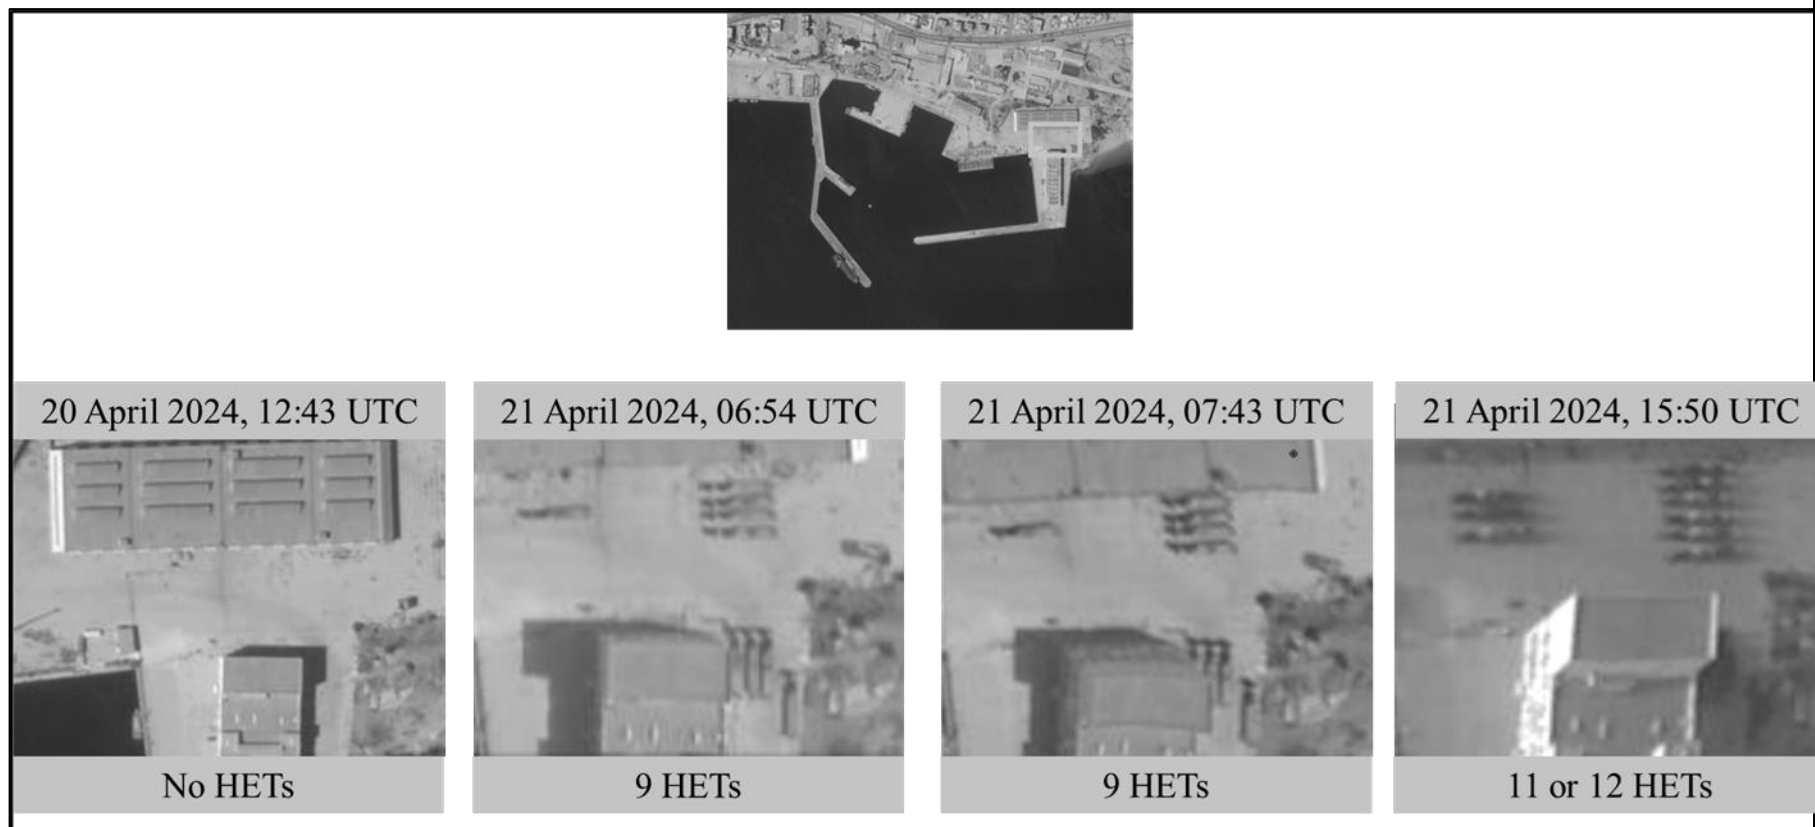 20 April 2024, 12:43 UTC
21 April 2024, 06:54 UTC
21 April 2024, 07:43 UTC
21 April 2024, 15:50 UTC
No HETs
9 HETs
9 HETs
11 or 12 HETs